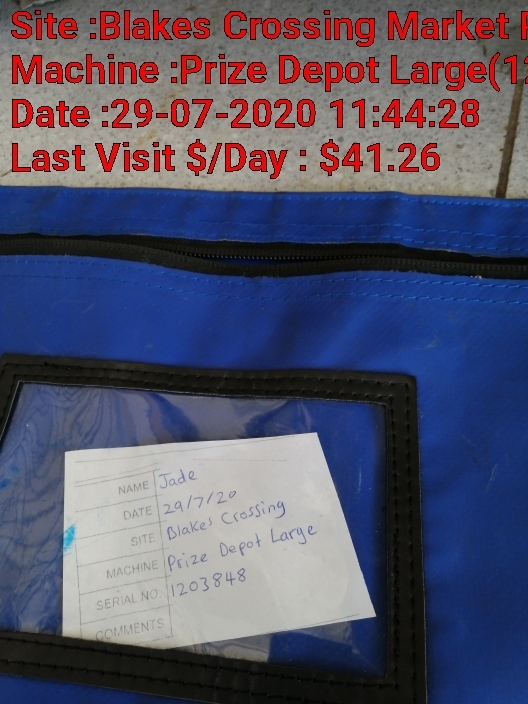 Site :Blakes Crossing Market
Machine :Prize Depot Large(12
Date :29-07-2020 11:44:28
Last Visit $/Day : $41.26
NAME Jade
DATE 29/7/20
SITE Blakes Crossing
MACHINE Prize Depot Large
SERIAL NO. 1203848
COMMENTS